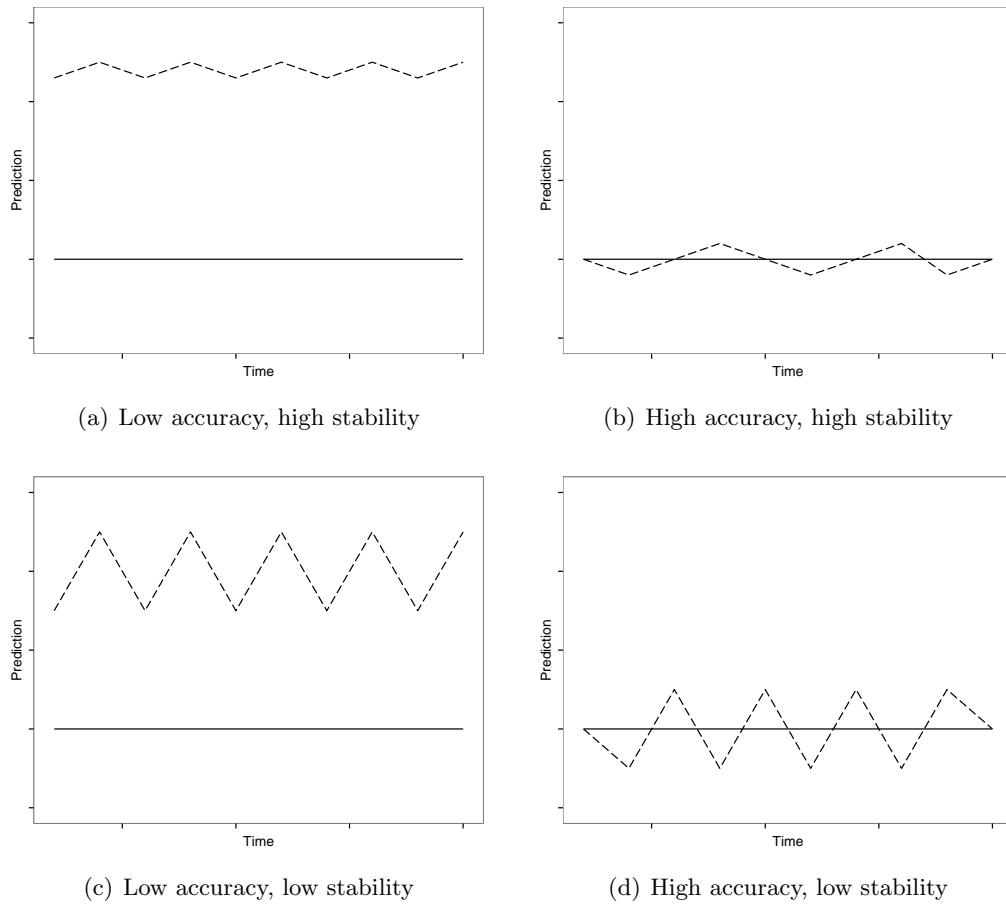 Prediction
Time
(a) Low accuracy, high stability
Prediction
Time
(b) High accuracy, high stability
Prediction
Time
(c) Low accuracy, low stability
Prediction
Time
(d) High accuracy, low stability